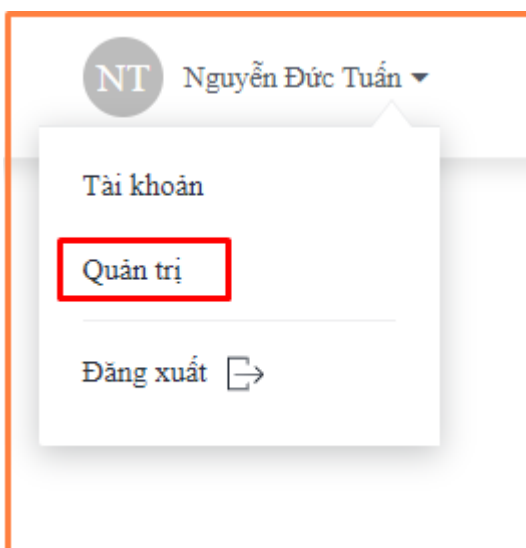 NT Nguyễn Đức Tuấn
Tài khoản
Quản trị
Đăng xuất